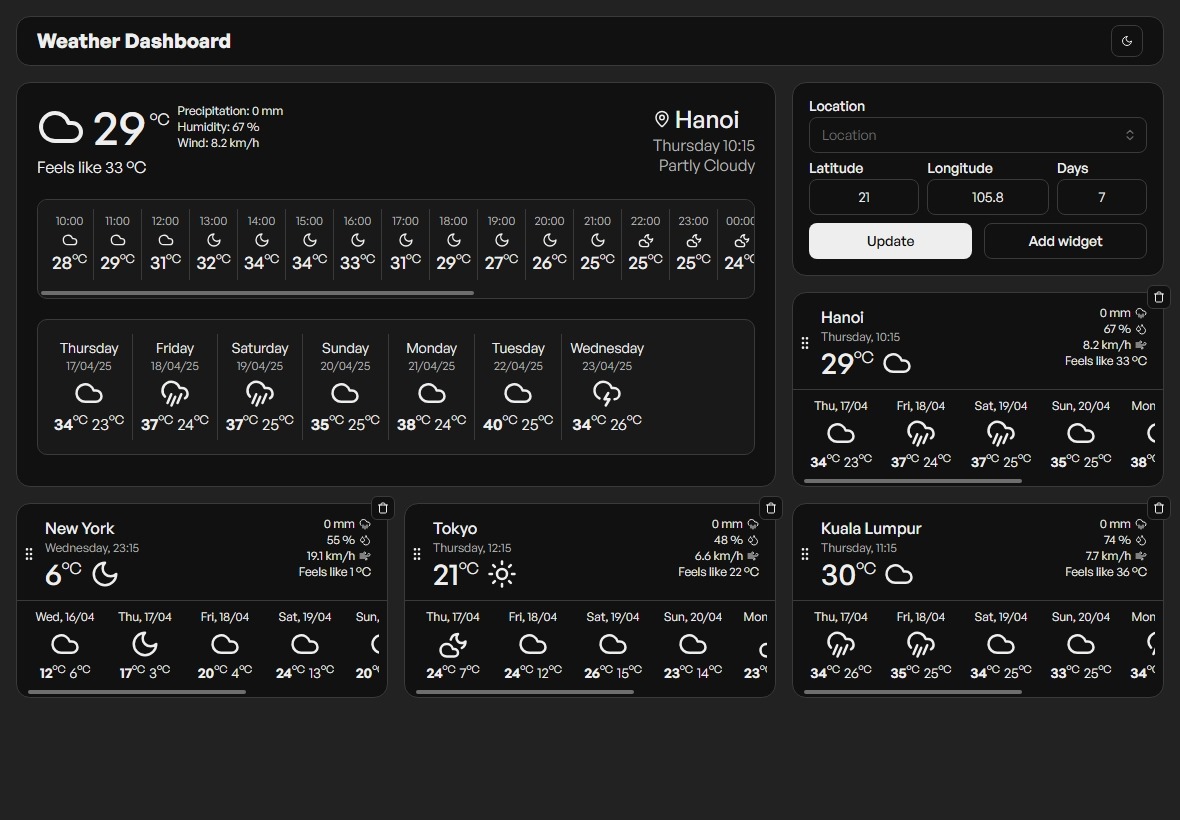 Weather Dashboard
29 °C
Precipitation: 0 mm
Humidity: 67 %
Wind: 8.2 km/h
Feels like 33 °C
Hanoi
Thursday 10:15
Partly Cloudy
10:00 11:00 12:00 13:00 14:00 15:00 16:00 17:00 18:00 19:00 20:00 21:00 22:00 23:00 00:00
28°C 29°C 31°C 32°C 34°C 34°C 33°C 31°C 29°C 27°C 26°C 25°C 25°C 25°C 24°C
Thursday Friday Saturday Sunday Monday Tuesday Wednesday
17/04/25 18/04/25 19/04/25 20/04/25 21/04/25 22/04/25 23/04/25
34°C 23°C 37°C 24°C 37°C 25°C 35°C 25°C 38°C 24°C 40°C 25°C 34°C 26°C
Location
Location
Latitude Longitude Days
21 105.8 7
Update Add widget
Hanoi
Thursday, 10:15
29°C
0 mm
67 %
8.2 km/h
Feels like 33 °C
Thu, 17/04 Fri, 18/04 Sat, 19/04 Sun, 20/04 Mon
34°C 23°C 37°C 24°C 37°C 25°C 35°C 25°C 38°
New York
Wednesday, 23:15
6°C
0 mm
55 %
19.1 km/h
Feels like 1 °C
Wed, 16/04 Thu, 17/04 Fri, 18/04 Sat, 19/04 Sun,
12°C 6°C 17°C 3°C 20°C 4°C 24°C 13°C 20°
Tokyo
Thursday, 12:15
21°C
0 mm
48 %
6.6 km/h
Feels like 22 °C
Thu, 17/04 Fri, 18/04 Sat, 19/04 Sun, 20/04 Mon
24°C 7°C 24°C 12°C 26°C 15°C 23°C 14°C 23°
Kuala Lumpur
Thursday, 11:15
30°C
0 mm
74 %
7.7 km/h
Feels like 36 °C
Thu, 17/04 Fri, 18/04 Sat, 19/04 Sun, 20/04 Mon
34°C 26°C 35°C 25°C 34°C 25°C 33°C 25°C 34°